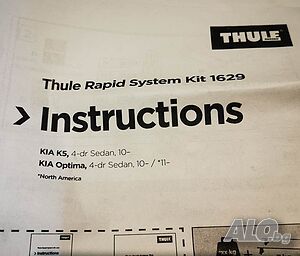 THULE
Thule Rapid System Kit 1629
› Instructions
KIA K5, 4-dr Sedan, 10–
KIA Optima, 4-dr Sedan, 10– / *11–
*North America
THULE
ALO.bg